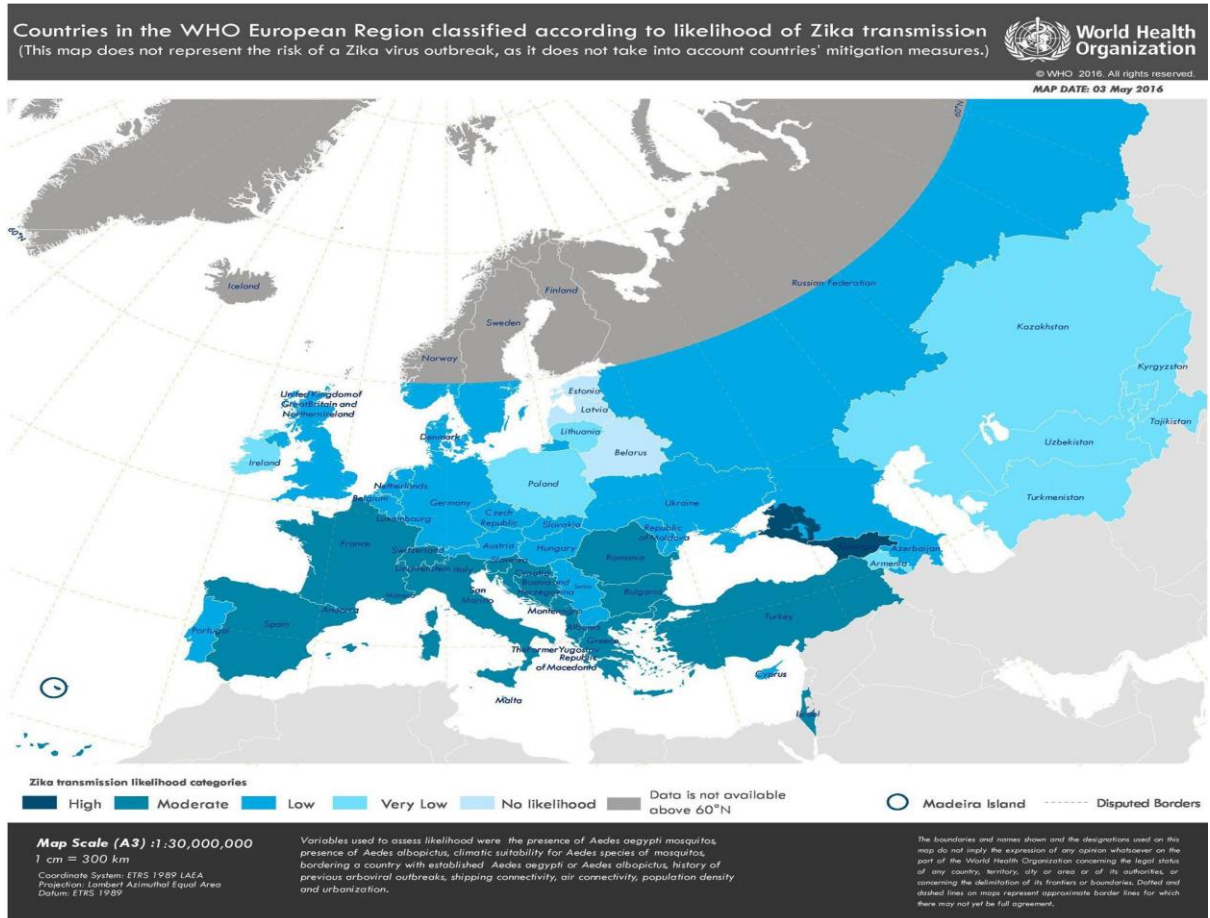 Countries in the WHO European Region classified according to likelihood of Zika transmission
(This map does not represent the risk of a Zika virus outbreak, as it does not take into account countries' mitigation measures.)
World Health
Organization
© WHO 2016. All rights reserved.
MAP DATE: 03 May 2016
60°N
60°N
Iceland
Finland
Sweden
Norway
Russian Federation
Kazakhstan
Kyrgyzstan
Tajikistan
Uzbekistan
Turkmenistan
Estonia
Latvia
Lithuania
Belarus
United Kingdom of
Great Britain and
Northern Ireland
Denmark
Ireland
Netherlands
Belgium
Germany
Poland
Luxembourg
Czech
Republic
Slovakia
Ukraine
Republic
of Moldova
France
Switzerland
Austria
Hungary
Romania
Liechtenstein
Italy
Slovenia
Croatia
Bosnia and
Herzegovina
Serbia
San
Marino
Monaco
Andorra
Montenegro
Bulgaria
Albania
Greece
The Former Yugoslav
Republic
of Macedonia
Portugal
Spain
Malta
Turkey
Georgia
Azerbaijan
Armenia
Cyprus
Israel
Zika transmission likelihood categories
High
Moderate
Low
Very Low
No likelihood
Data is not available
above 60°N
Madeira Island
Disputed Borders
Map Scale (A3) :1:30,000,000
1 cm = 300 km
Coordinate System: ETRS 1989 LAEA
Projection: Lambert Azimuthal Equal Area
Datum: ETRS 1989
Variables used to assess likelihood were the presence of Aedes aegypti mosquitos,
presence of Aedes albopictus, climatic suitability for Aedes species of mosquitos,
bordering a country with established Aedes aegypti or Aedes albopictus, history of
previous arboviral outbreaks, shipping connectivity, air connectivity, population density
and urbanization.
The boundaries and names shown and the designations used on this
map do not imply the expression of any opinion whatsoever on the
part of the World Health Organization concerning the legal status
of any country, territory, city or area or of its authorities, or
concerning the delimitation of its frontiers or boundaries. Dotted and
dashed lines on maps represent approximate border lines for which
there may not yet be full agreement.